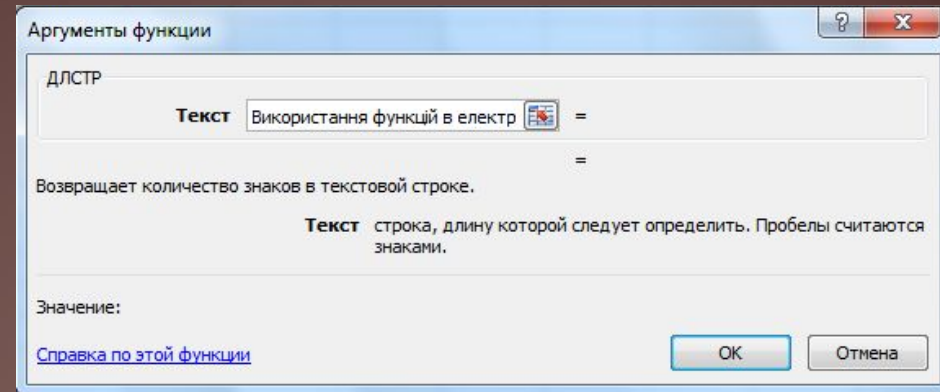 Аргументы функции
ДЛСТР
Текст Використання функцій в електр =
=
Возвращает количество знаков в текстовой строке.
Текст строка, длину которой следует определить. Пробелы считаются
знаками.
Значение:
Справка по этой функции
ОК Отмена